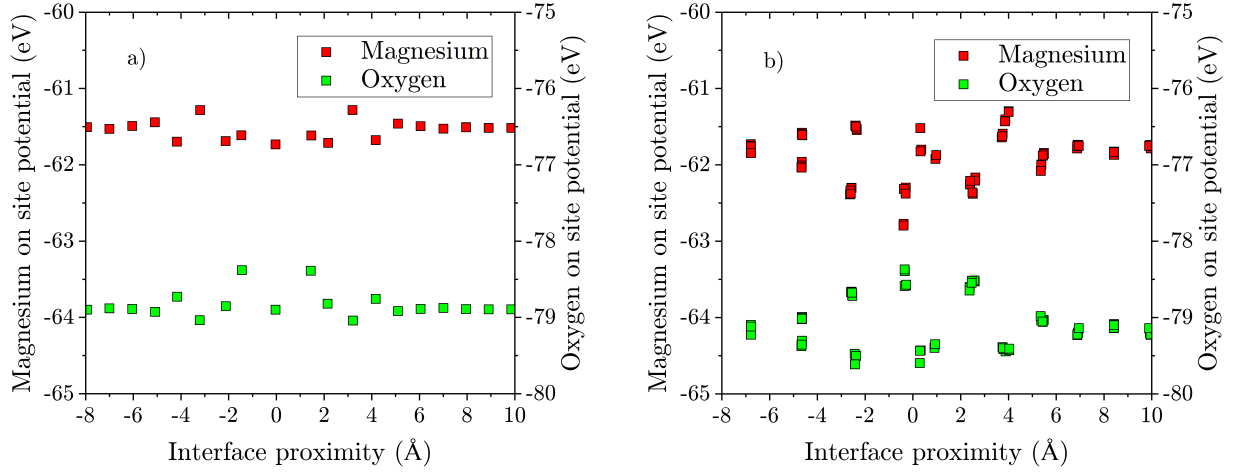 a)
Magnesium
Oxygen
Magnesium on site potential (eV)
-60
-61
-62
-63
-64
-65
Oxygen on site potential (eV)
-75
-76
-77
-78
-79
-80
-8 -6 -4 -2 0 2 4 6 8 10
Interface proximity (Å)
b)
Magnesium
Oxygen
Magnesium on site potential (eV)
-60
-61
-62
-63
-64
-65
Oxygen on site potential (eV)
-75
-76
-77
-78
-79
-80
-8 -6 -4 -2 0 2 4 6 8 10
Interface proximity (Å)